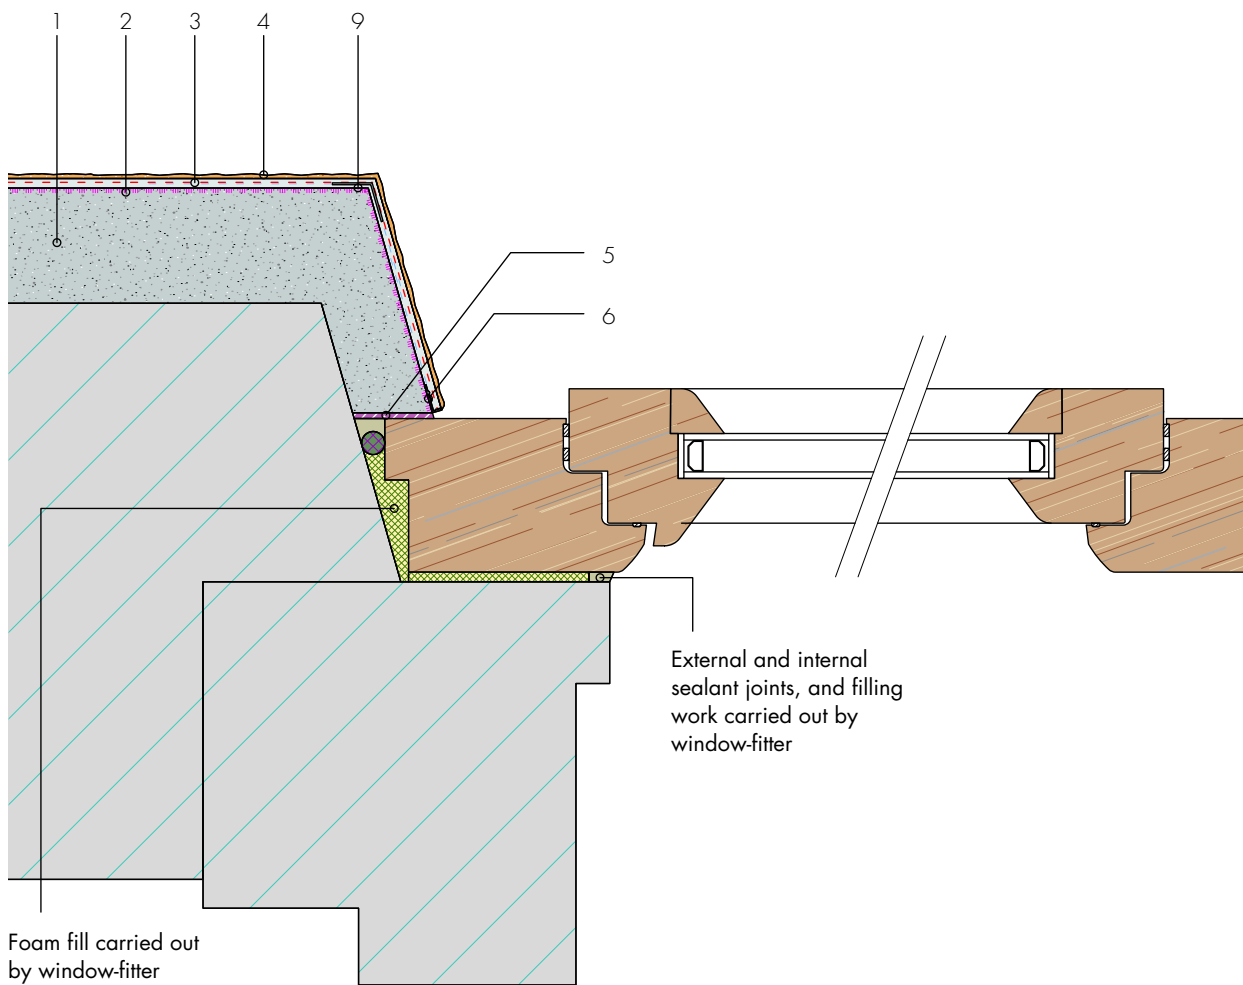 1 2 3 4 9
5
6
External and internal
sealant joints, and filling
work carried out by
window-fitter
Foam fill carried out
by window-fitter